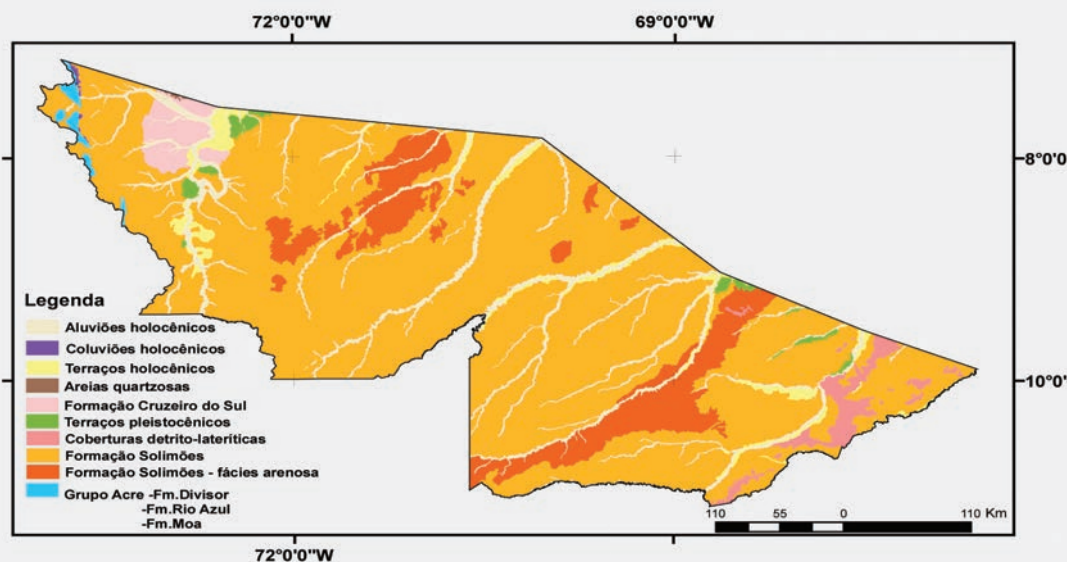 72°0'0"W
69°0'0"W
8°0'0"
Legenda
Aluviões holocênicos
Coluviões holocênicos
Terraços holocênicos
Areias quartzosas
Formação Cruzeiro do Sul
Terraços pleistocênicos
Coberturas detrito-lateríticas
Formação Solimões
Formação Solimões - fácies arenosa
Grupo Acre -Fm.Divisor
-Fm.Rio Azul
-Fm.Moa
10°0'0"
110 55 0 110 Km
72°0'0"W